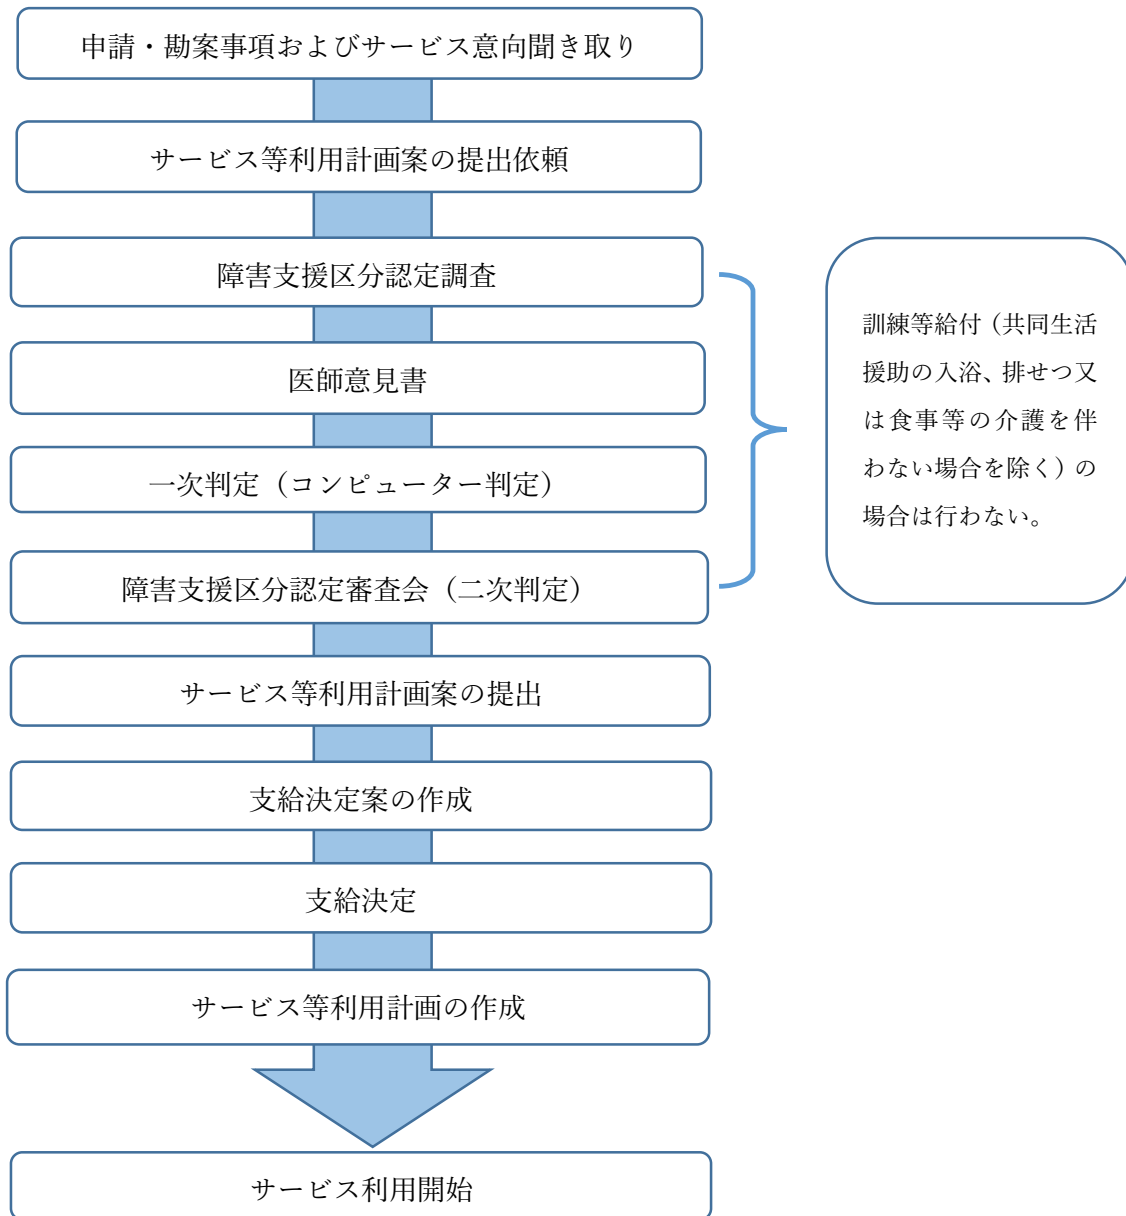 申請・勘案事項およびサービス意向聞き取り
サービス等利用計画案の提出依頼
障害支援区分認定調査
医師意見書
一次判定（コンピューター判定）
障害支援区分認定審査会（二次判定）
訓練等給付（共同生活
援助の入浴、排せつ又
は食事等の介護を伴
わない場合を除く）の
場合は行わない。
サービス等利用計画案の提出
支給決定案の作成
支給決定
サービス等利用計画の作成
サービス利用開始